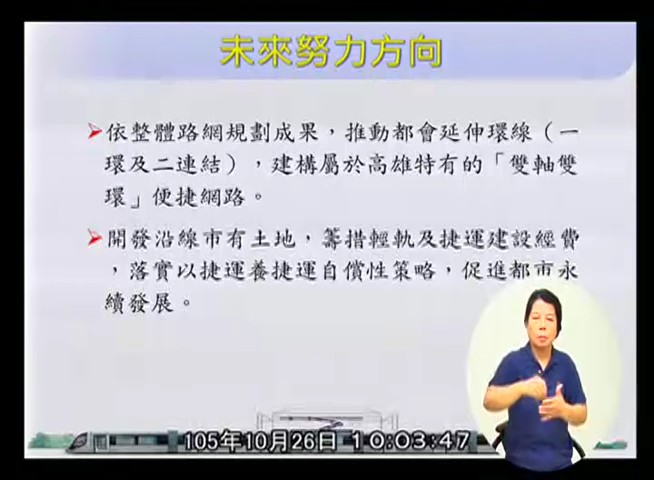 未來努力方向
依整體路網規劃成果，推動都會延伸環線（一
環及二連結），建構屬於高雄特有的「雙軸雙
環」便捷網路。
開發沿線市有土地，籌措輕軌及捷運建設經費
，落實以捷運養捷運自償性策略，促進都市永
續發展。
105年10月26日 10:03:47